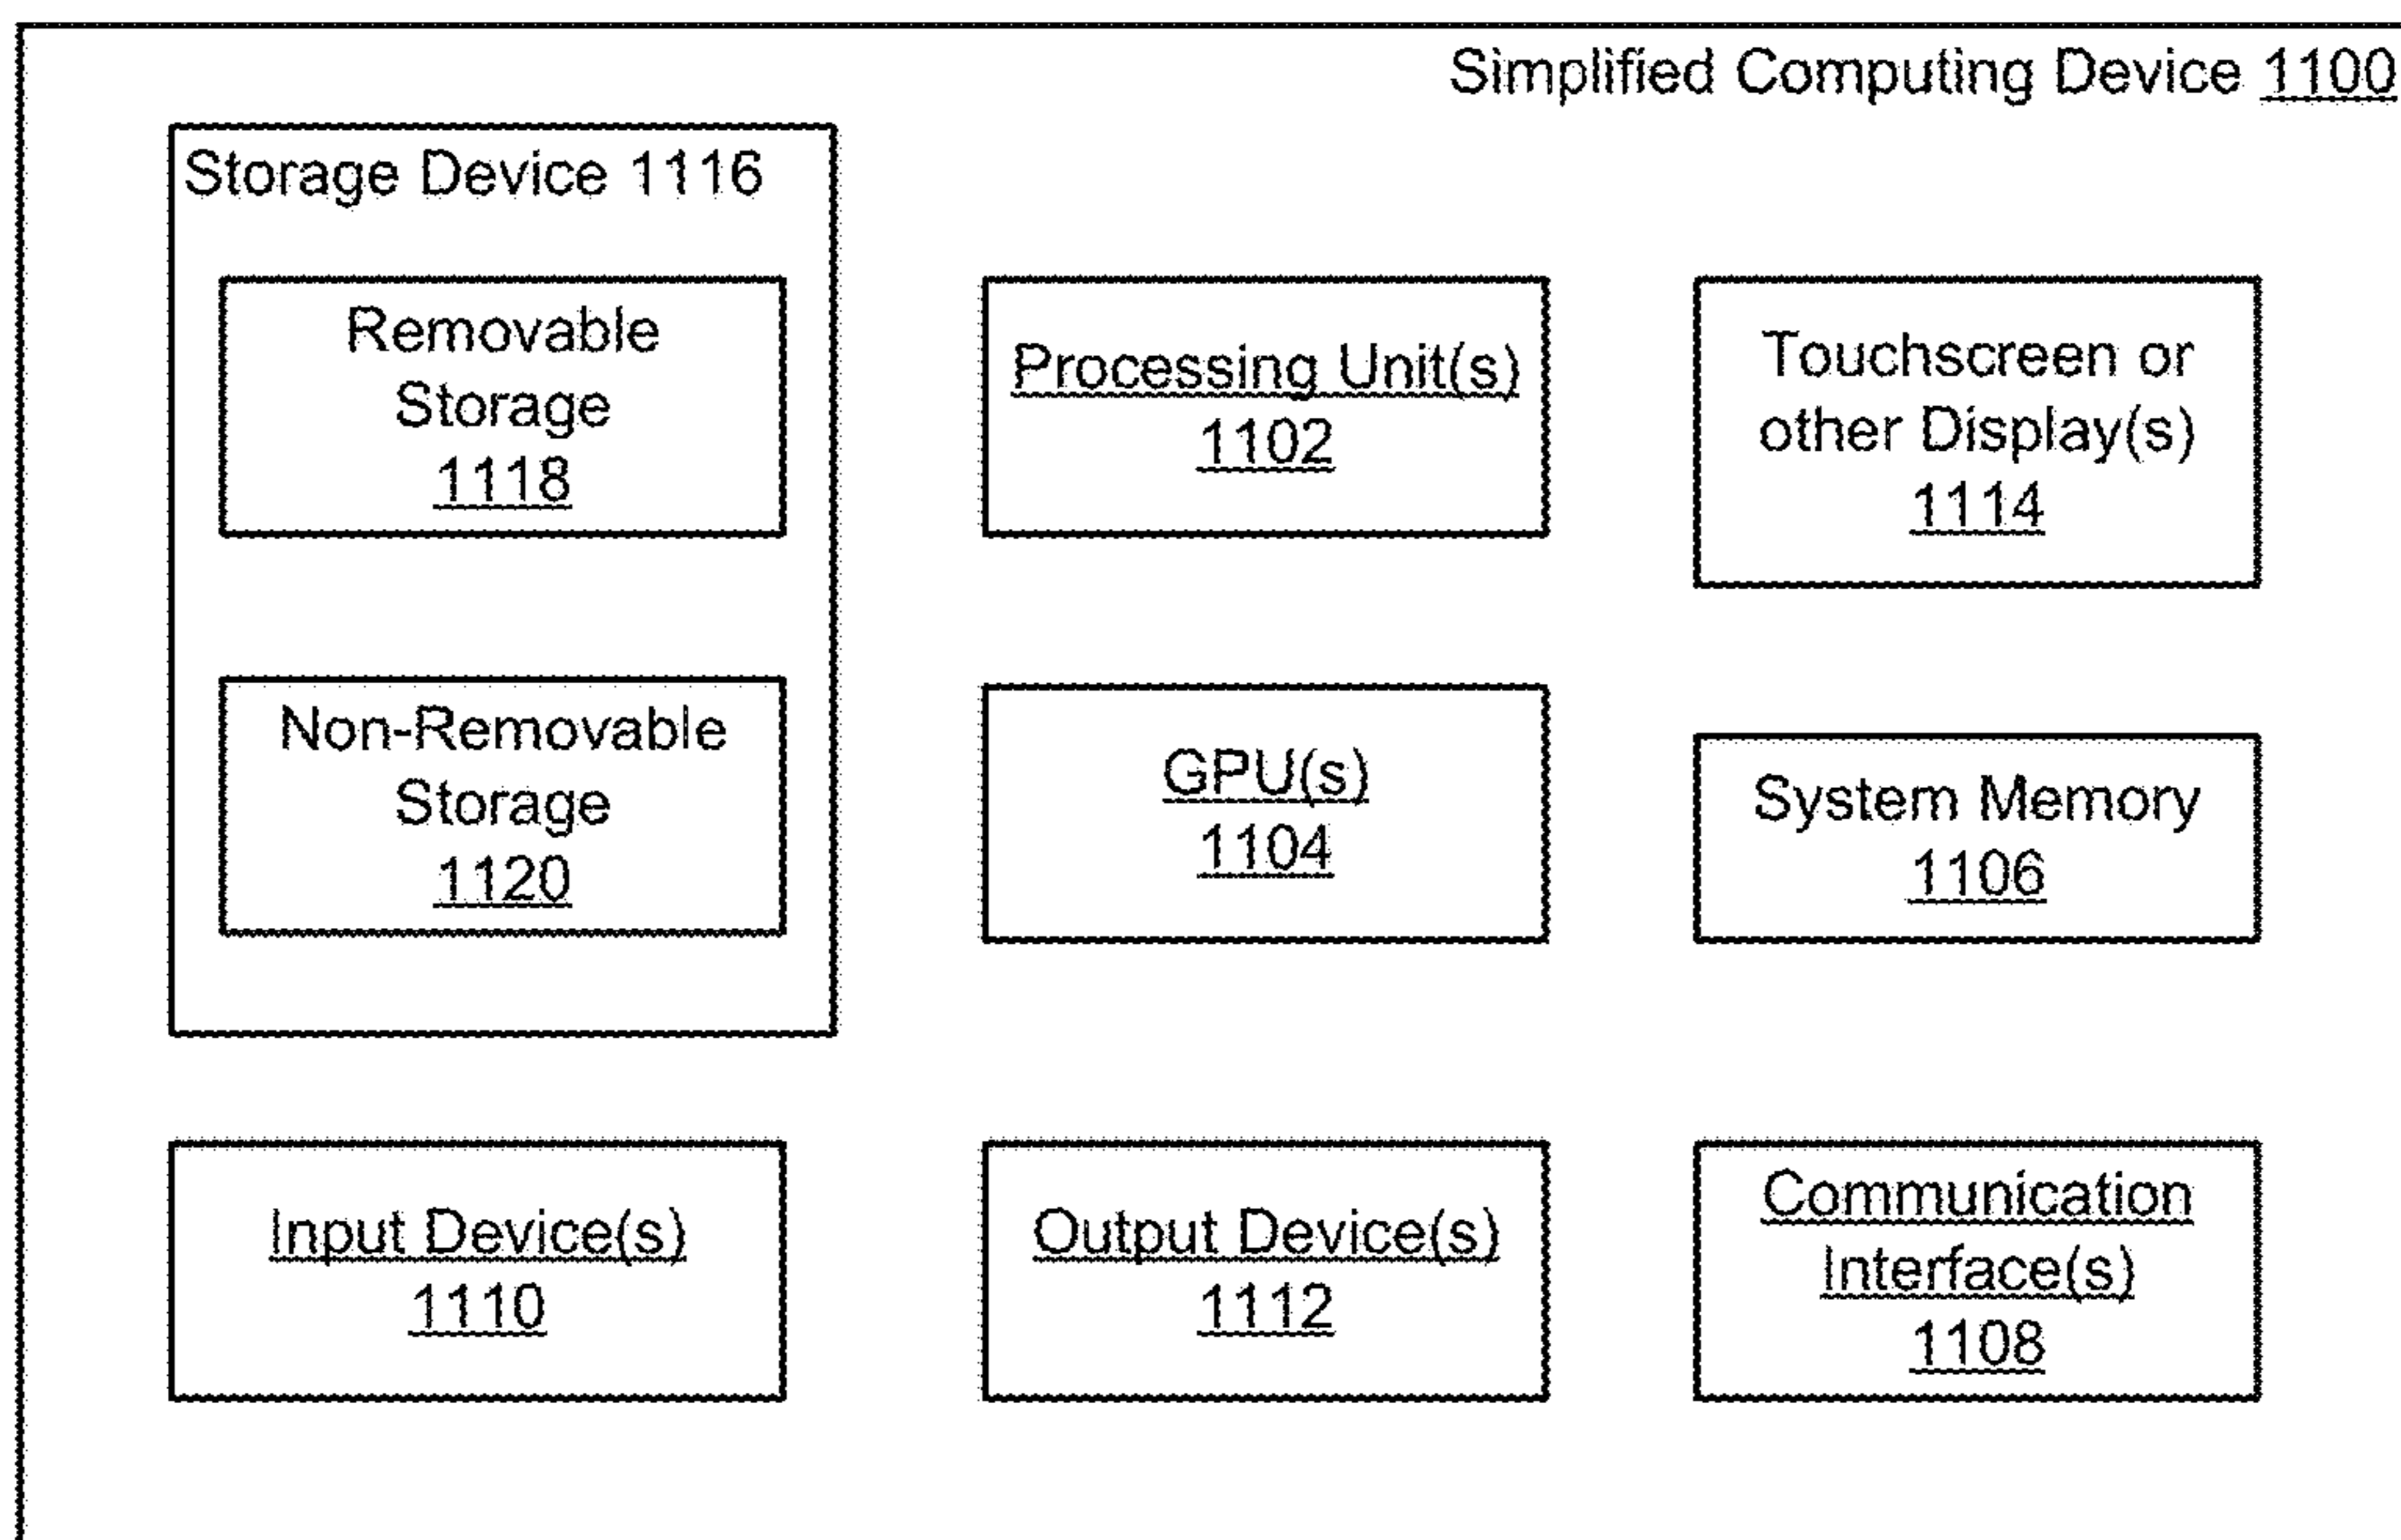 Simplified Computing Device 1100
Storage Device 1116
Removable
Storage
1118
Processing Unit(s)
1102
Touchscreen or
other Display(s)
1114
Non-Removable
Storage
1120
GPU(s)
1104
System Memory
1106
Input Device(s)
1110
Output Device(s)
1112
Communication
Interface(s)
1108